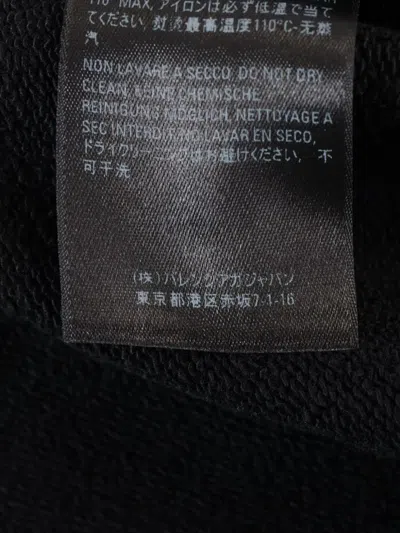 110° MAX, アイロンは必ず低温で当て
てください, 封烫最高温度110°C-无蒸
汽
NON LAVARE A SECCO, DO NOT DRY
CLEAN, KEINE CHEMISCHE
REINIGUNG MÖGLICH, NETTOYAGE A
SEC INTERDIT, NO LAVAR EN SECO,
ドライクリーニングはお避けください, 不
可干洗
(株) バレンシアガジャパン
東京都港区赤坂7-1-16